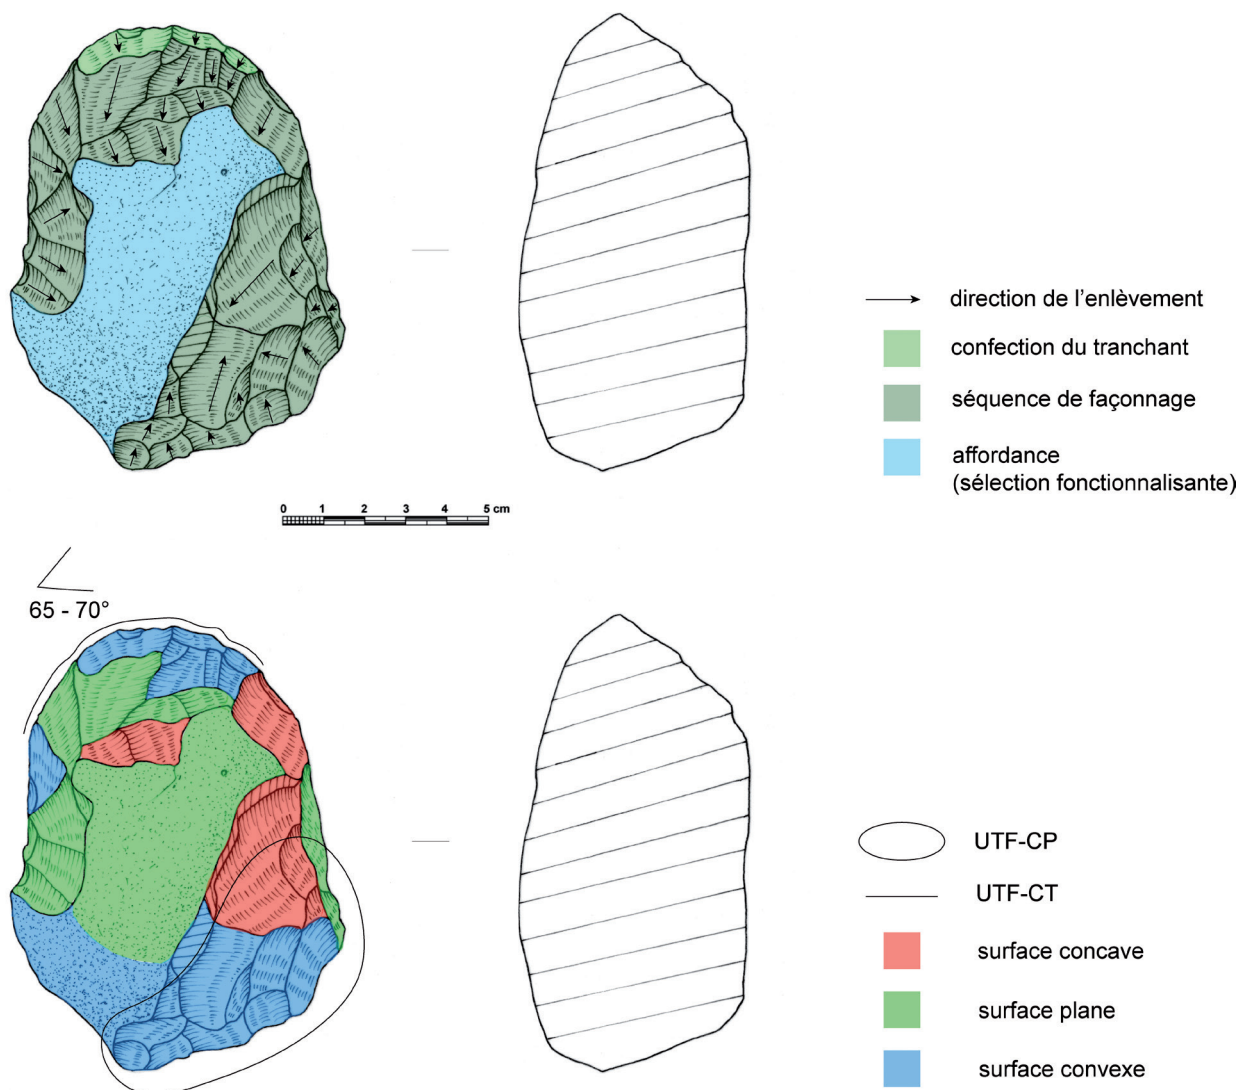 direction de l'enlèvement
confection du tranchant
séquence de façonnage
affordance
(sélection fonctionnalisante)
0 1 2 3 4 5 cm
65 - 70°
UTF-CP
UTF-CT
surface concave
surface plane
surface convexe